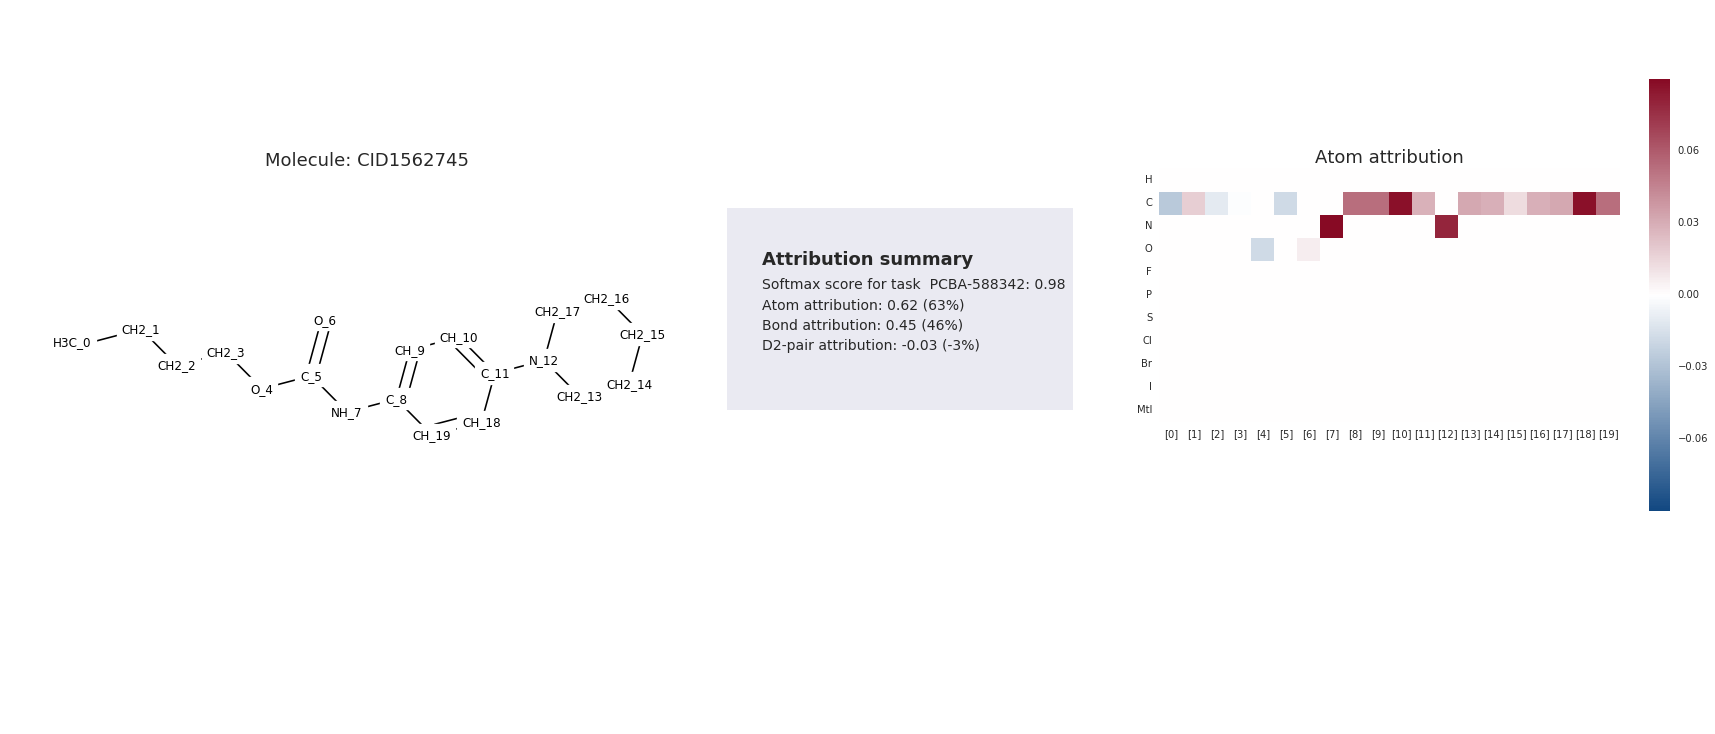 Molecule: CID1562745
H3C_0
CH2_1
CH2_2
CH2_3
O_4
C_5
O_6
NH_7
C_8
CH_9
CH_10
C_11
N_12
CH2_13
CH2_14
CH2_15
CH2_16
CH2_17
CH_18
CH_19
Attribution summary
Softmax score for task PCBA-588342: 0.98
Atom attribution: 0.62 (63%)
Bond attribution: 0.45 (46%)
D2-pair attribution: -0.03 (-3%)
Atom attribution
H
C
N
O
F
P
S
Cl
Br
I
Mtl
[0] [1] [2] [3] [4] [5] [6] [7] [8] [9] [10] [11] [12] [13] [14] [15] [16] [17] [18] [19]
0.06
0.03
0.00
−0.03
−0.06